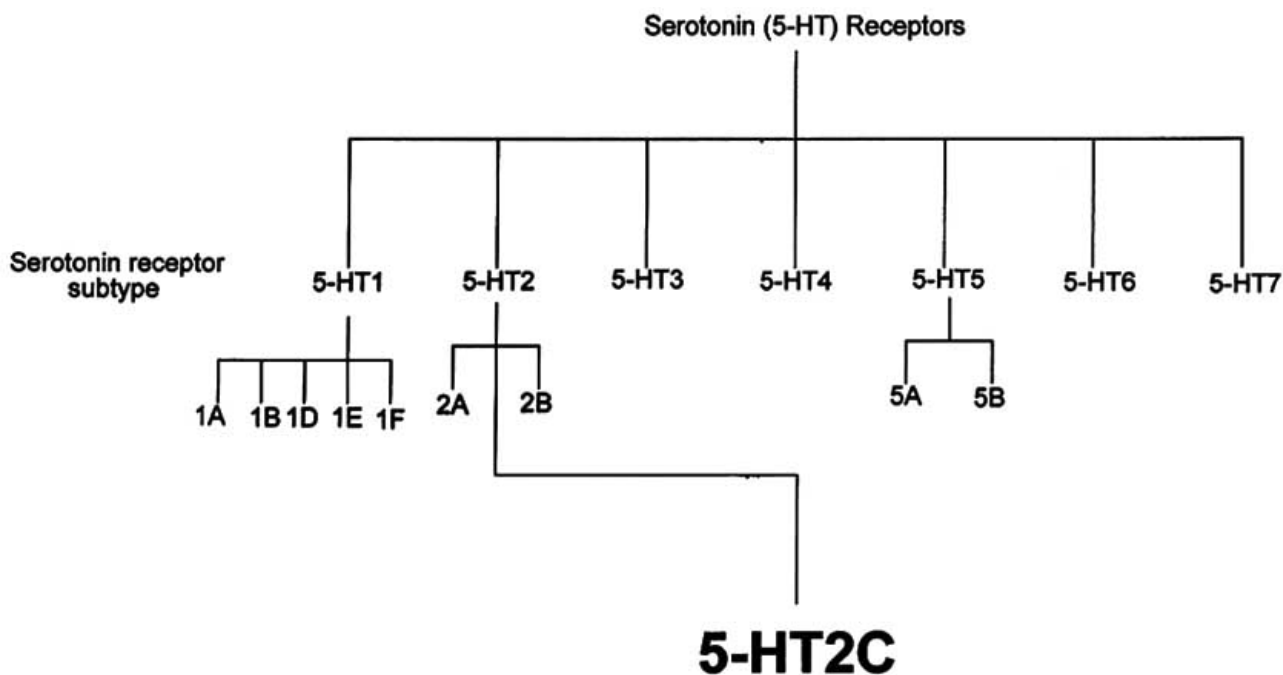 Serotonin (5-HT) Receptors
Serotonin receptor
subtype
5-HT1
5-HT2
5-HT3
5-HT4
5-HT5
5-HT6
5-HT7
1A
1B
1D
1E
1F
2A
2B
5A
5B
5-HT2C